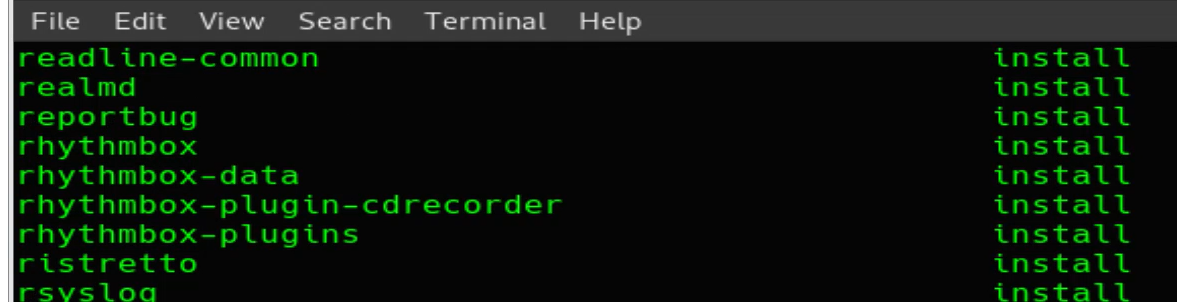 File Edit View Search Terminal Help
readline-common install
realmd install
reportbug install
rhythmbox install
rhythmbox-data install
rhythmbox-plugin-cdrecorder install
rhythmbox-plugins install
ristretto install
rsyslog install